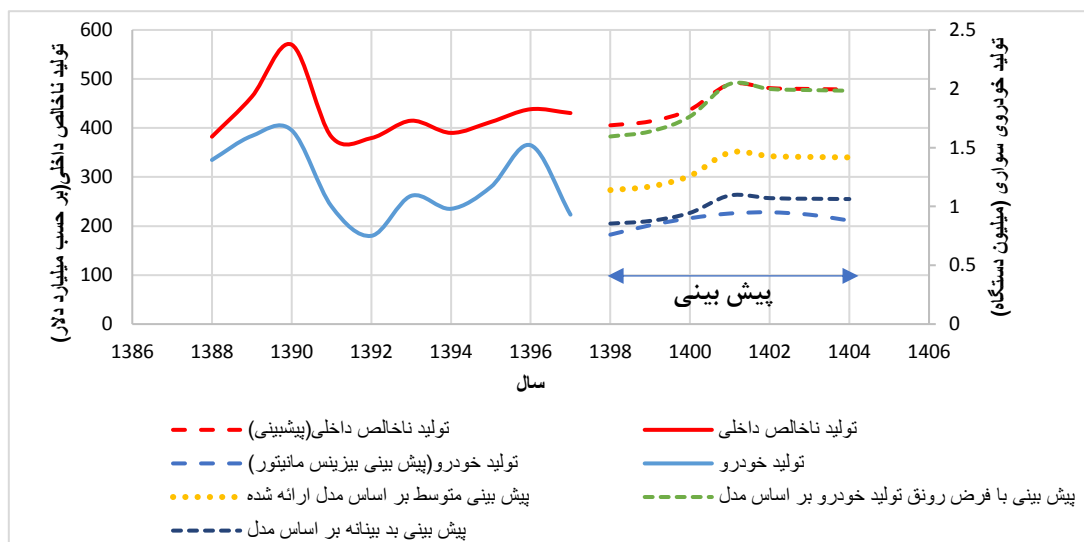 600
500
400
300
200
100
0
تولید ناخالص داخلی(بر حسب میلیارد دلار)
2.5
2
1.5
1
0.5
0
تولید خودروی سواری (میلیون دستگاه)
پیش بینی
1386 1388 1390 1392 1394 1396 1398 1400 1402 1404 1406
سال
تولید ناخالص داخلی(پیشبینی) تولید ناخالص داخلی
تولید خودرو(پیش بینی بیزینس مانیتور) تولید خودرو
پیش بینی متوسط بر اساس مدل ارائه شده پیش بینی با فرض رونق تولید خودرو بر اساس مدل
پیش بینی بد بینانه بر اساس مدل